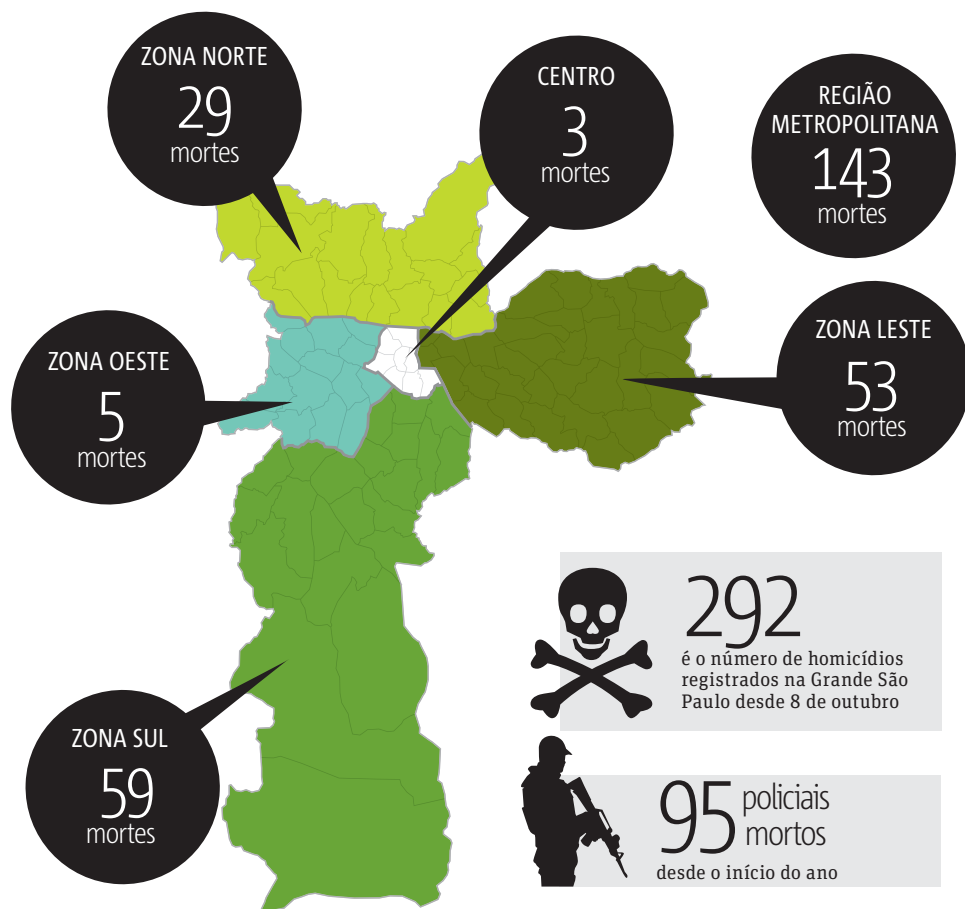 ZONA NORTE
29
mortes
CENTRO
3
mortes
REGIÃO
METROPOLITANA
143
mortes
ZONA OESTE
5
mortes
ZONA LESTE
53
mortes
ZONA SUL
59
mortes
292
é o número de homicídios
registrados na Grande São
Paulo desde 8 de outubro
95 policiais
mortos
desde o início do ano